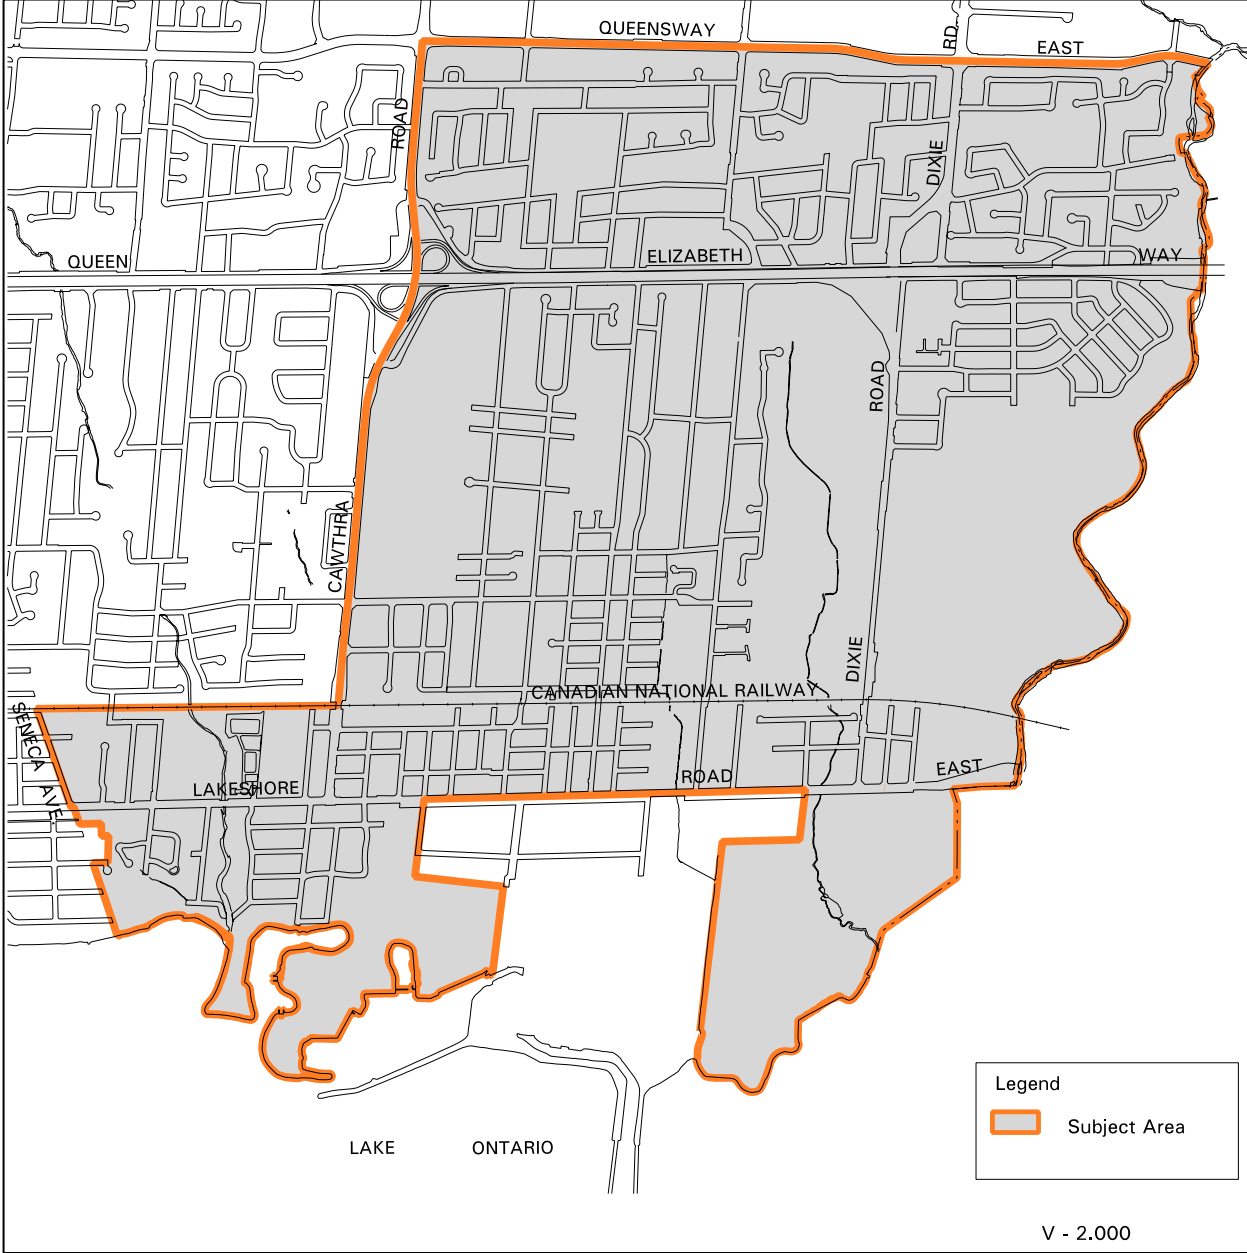 QUEENSWAY
RD.
EAST
ROAD
DIXIE
QUEEN
ELIZABETH
WAY
ROAD
CAWTHRA
DIXIE
CANADIAN NATIONAL RAILWAY
SENECA AVE.
LAKESHORE
ROAD
EAST
Legend
Subject Area
LAKE ONTARIO
V - 2.000